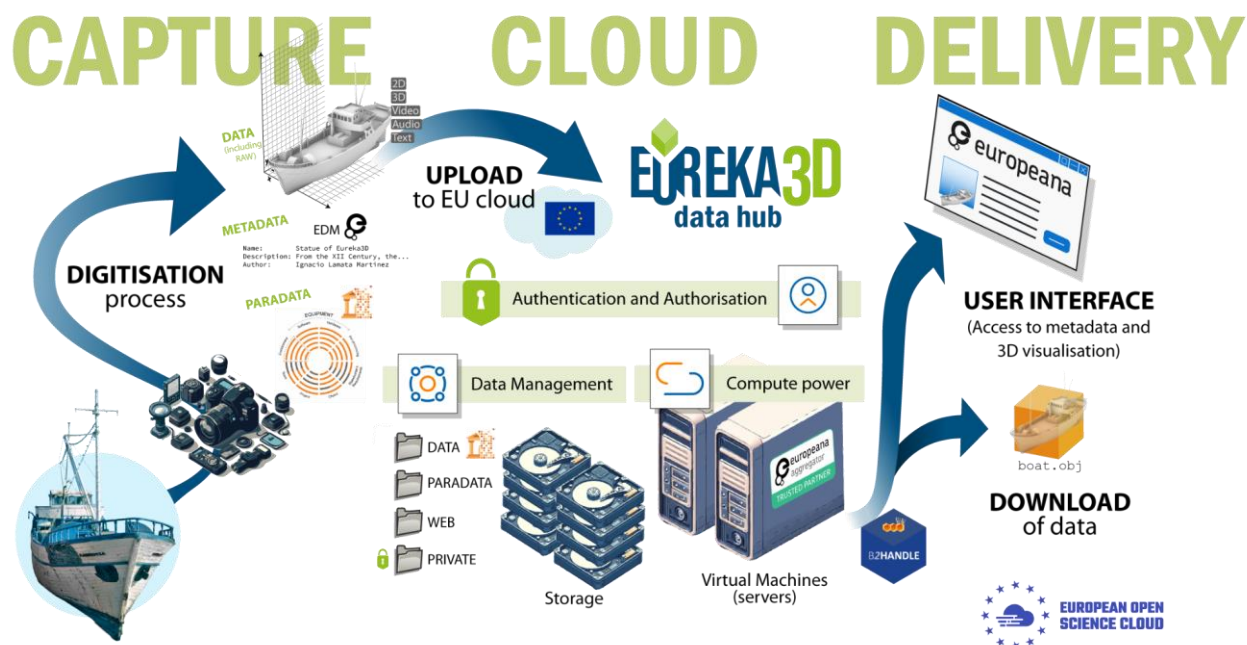 CAPTURE
CLOUD
DELIVERY
2D
3D
Video
Audio
Text
DATA
(including
RAW)
METADATA
EDM
Name: Statue of Eureka3D
Description: From the XII Century, the...
Author: Ignacio Lamata Martinez
PARADATA
EQUIPMENT
DIGITISATION
process
UPLOAD
to EU cloud
EUREKA3D
data hub
Authentication and Authorisation
Data Management
Compute power
DATA
PARADATA
WEB
PRIVATE
Storage
europeana
aggregator
TRUSTED PARTNER
Virtual Machines
(servers)
B2HANDLE
europeana
USER INTERFACE
(Access to metadata and
3D visualisation)
boat.obj
DOWNLOAD
of data
EUROPEAN OPEN
SCIENCE CLOUD